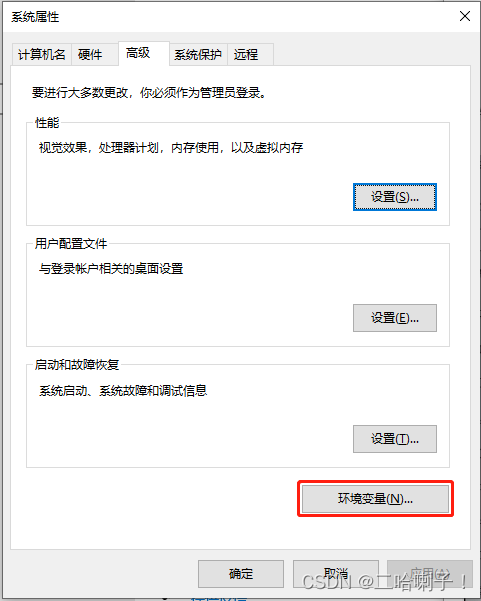 系统属性
计算机名 硬件 高级 系统保护 远程
要进行大多数更改，你必须作为管理员登录。
性能
视觉效果，处理器计划，内存使用，以及虚拟内存
设置(S)...
用户配置文件
与登录帐户相关的桌面设置
设置(E)...
启动和故障恢复
系统启动、系统故障和调试信息
设置(T)...
环境变量(N)...
确定 取消 应用(A)
CSDN @二哈喇子！